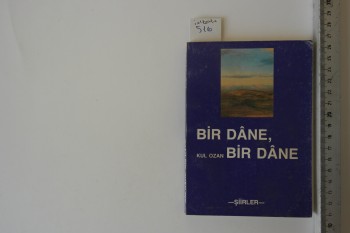 BİR DÂNE,
KUL OZAN BİR DÂNE
—ŞİİRLER—